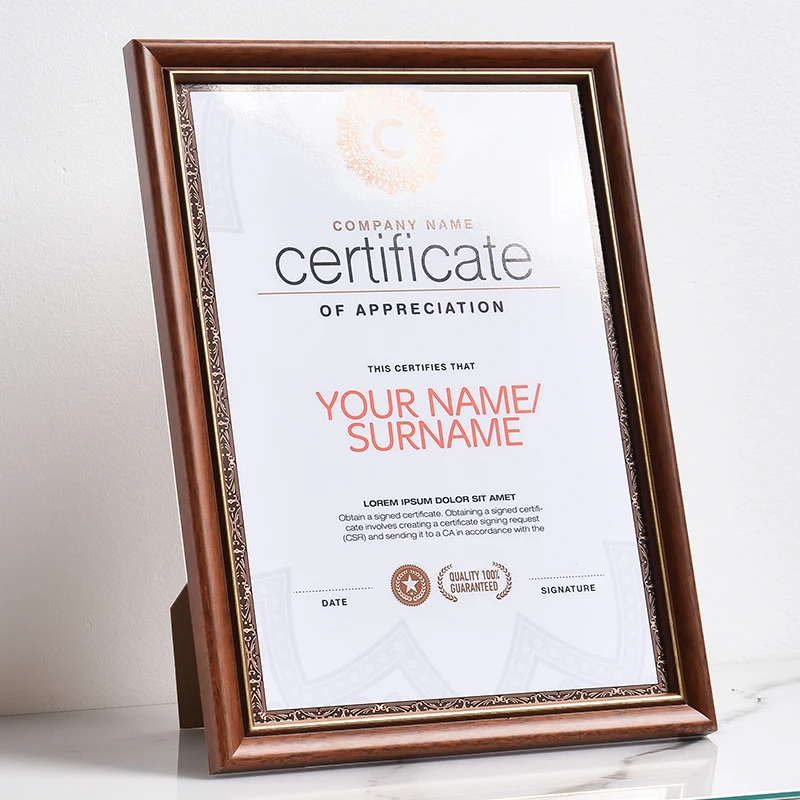 C
COMPANY NAME
certificate
OF APPRECIATION
THIS CERTIFIES THAT
YOUR NAME/
SURNAME
LOREM IPSUM DOLOR SIT AMET
Obtain a signed certificate. Obtaining a signed certifi-
cate involves creating a certificate signing request
(CSR) and sending it to a CA in accordance with the
DATE
QUALITY 100%
GUARANTEED
SIGNATURE